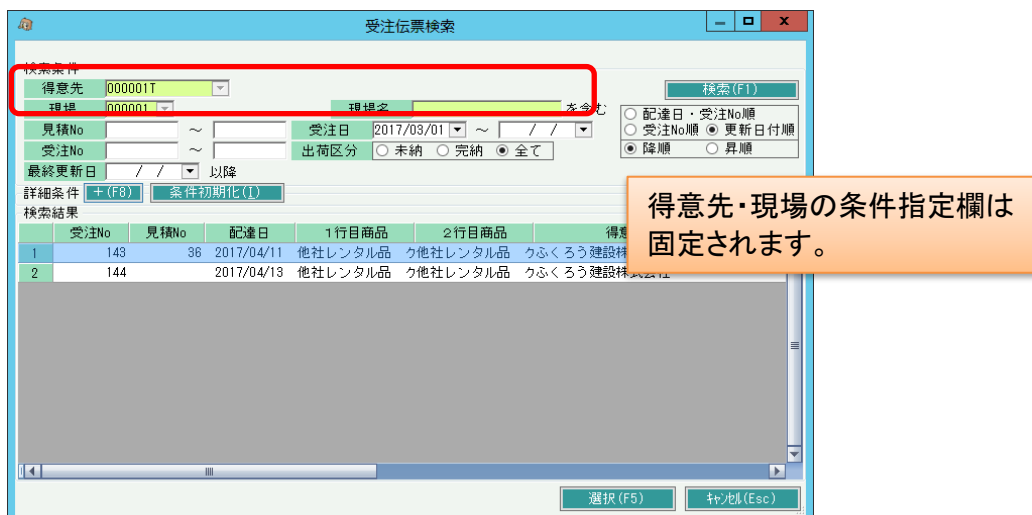 受注伝票検索
検索条件
得意先 000001T 検索(F1)
現場 000001 現場名 を含む 配達日・受注No順
見積No ～ 受注日 2017/03/01 ～ / / 受注No順 更新日付順
受注No ～ 出荷区分 未納 完納 全て 降順 昇順
最終更新日 / / 以降
詳細条件 +(F8) 条件初期化(I)
検索結果
受注No 見積No 配達日 1行目商品 2行目商品
1 143 36 2017/04/11 他社レンタル品 ク他社レンタル品 クふくろう建設株
2 144 2017/04/13 他社レンタル品 ク他社レンタル品 クふくろう建設株式会社
得意先・現場の条件指定欄は
固定されます。
選択(F5) ｷｬﾝｾﾙ(Esc)